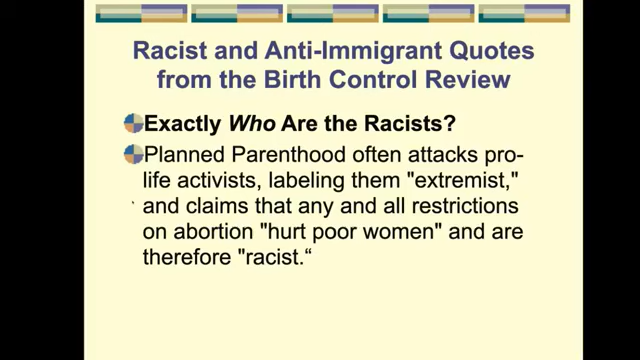 Racist and Anti-Immigrant Quotes
from the Birth Control Review
Exactly Who Are the Racists?
Planned Parenthood often attacks pro-
life activists, labeling them "extremist,"
and claims that any and all restrictions
on abortion "hurt poor women" and are
therefore "racist.“